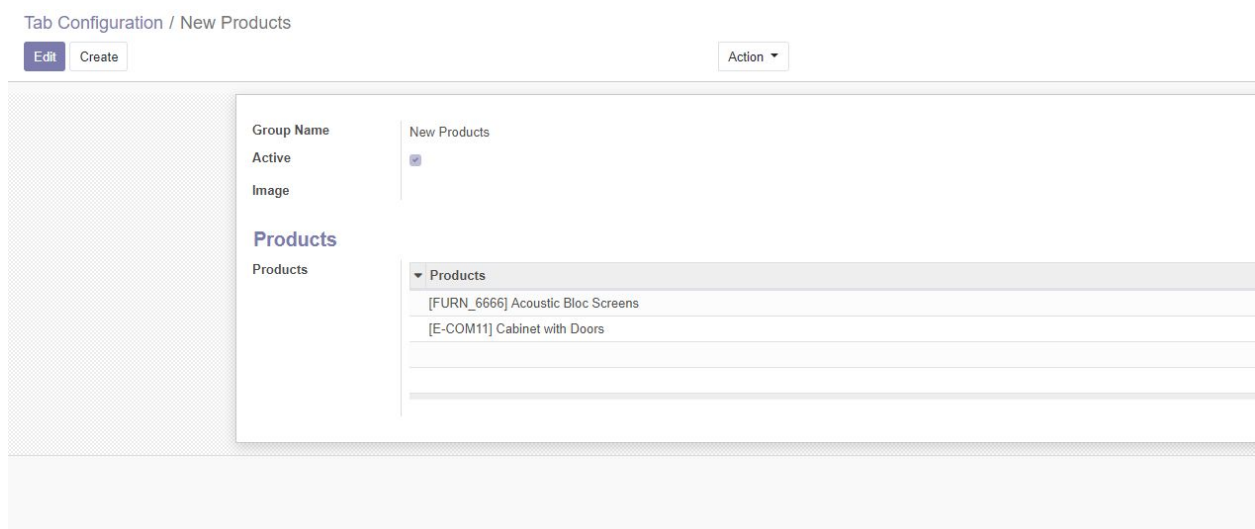 Tab Configuration / New Products
Edit Create Action
Group Name New Products
Active
Image
Products
Products Products
[FURN_6666] Acoustic Bloc Screens
[E-COM11] Cabinet with Doors